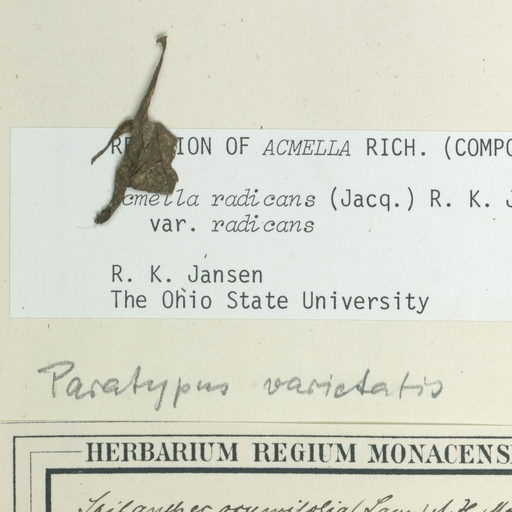 ION OF ACMELLA RICH. (COMPO
cmella radicans (Jacq.) R. K. J
var. radicans
R. K. Jansen
The Ohio State University
Paratypus varietatis
HERBARIUM REGIUM MONACENS